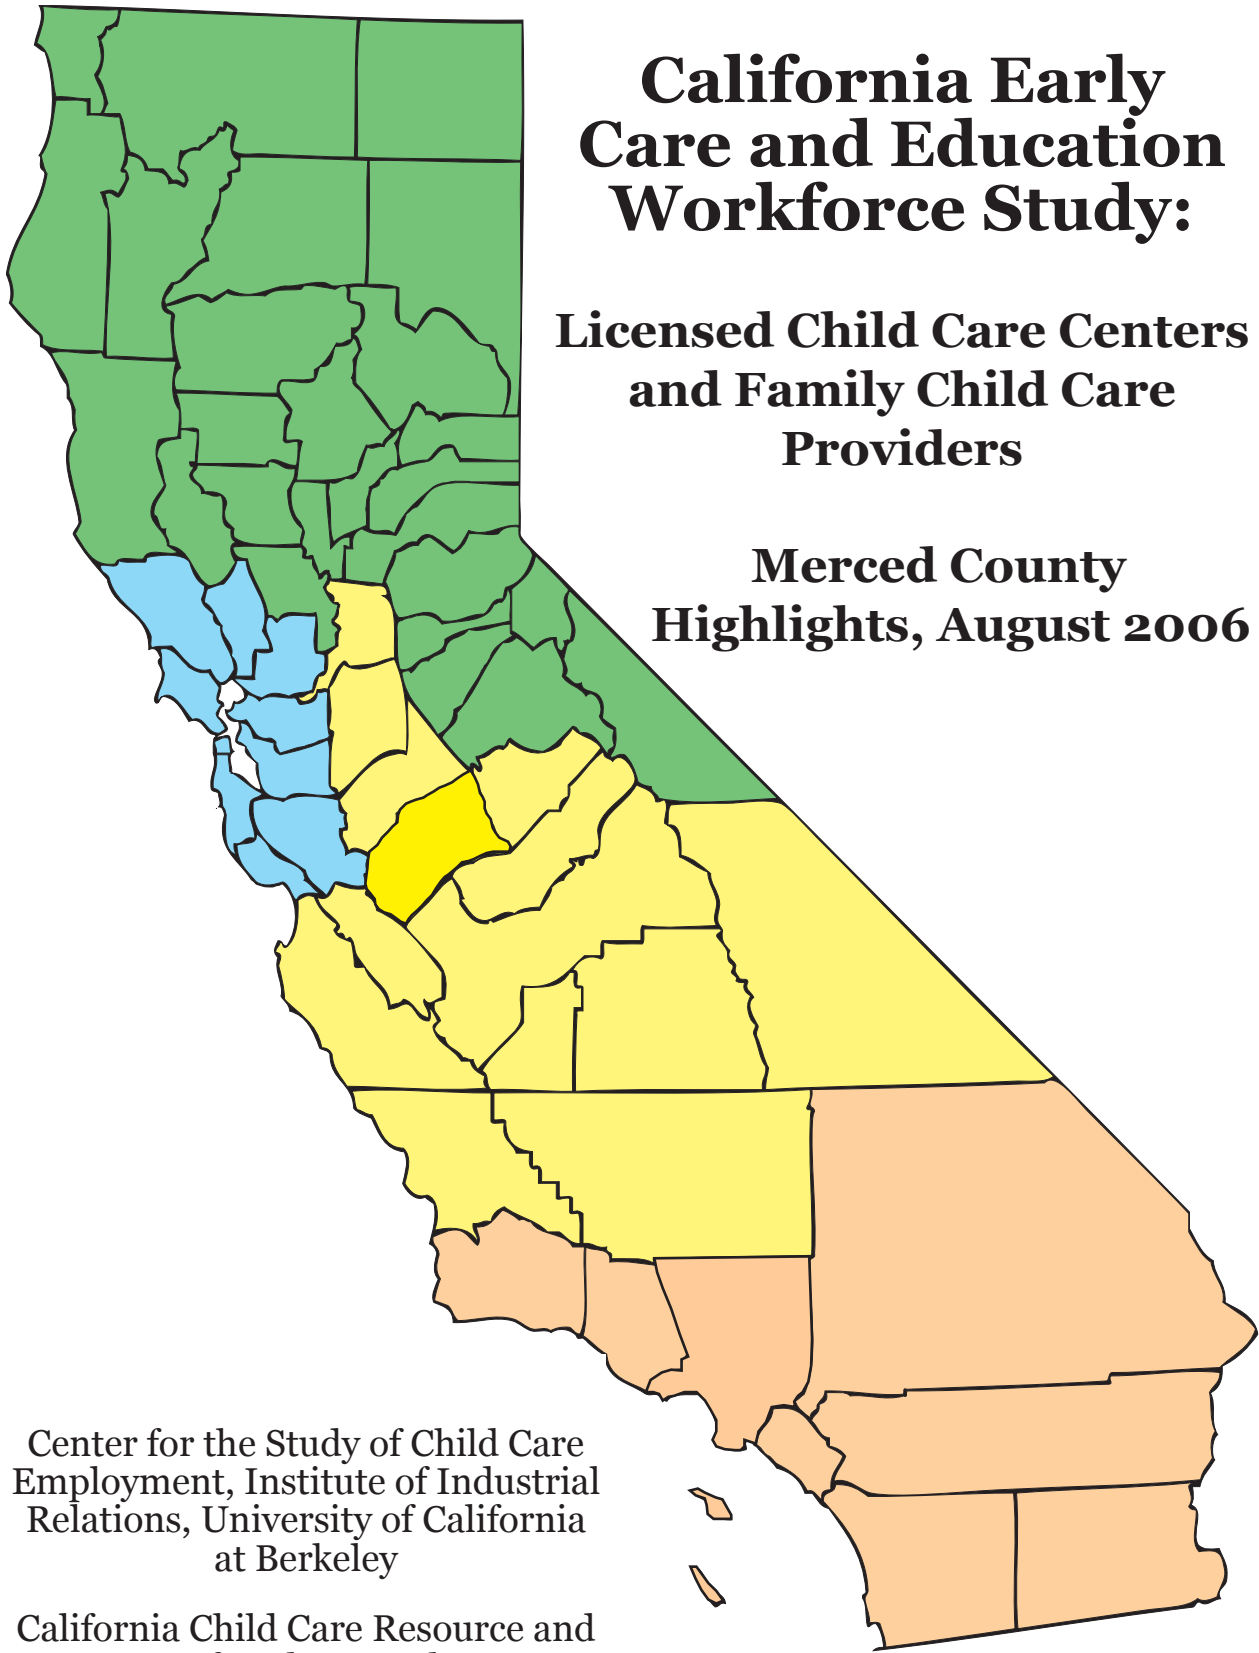 California Early
Care and Education
Workforce Study:
Licensed Child Care Centers
and Family Child Care
Providers
Merced County
Highlights, August 2006
Center for the Study of Child Care
Employment, Institute of Industrial
Relations, University of California
at Berkeley
California Child Care Resource and